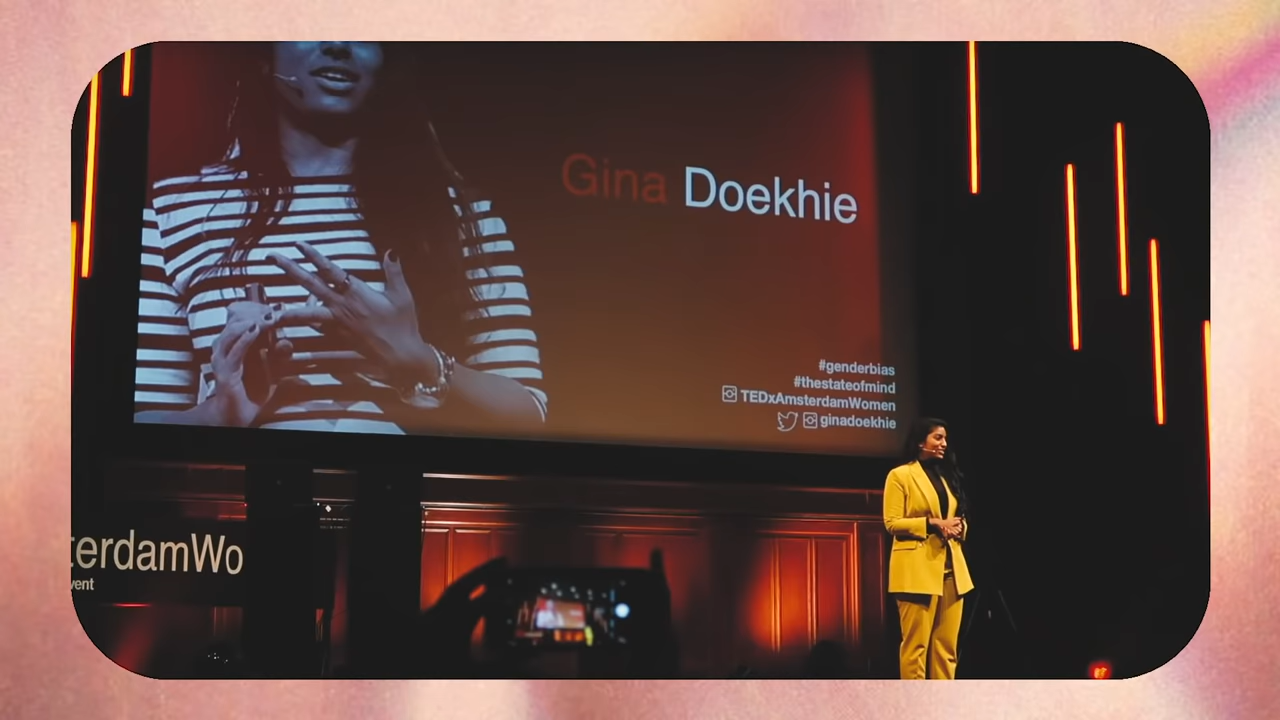 Gina Doekhie
#genderbias
#thestateofmind
TEDxAmsterdamWomen
ginadoekhie
terdamWo
vent